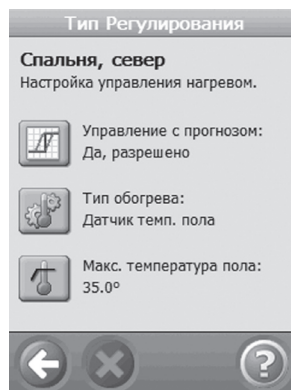 Тип Регулирования
Спальня, север
Настройка управления нагревом.
Управление с прогнозом:
Да, разрешено
Тип обогрева:
Датчик темп. пола
Макс. температура пола:
35.0°
?